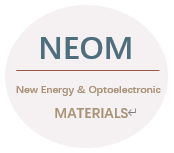 NEOM
New Energy & Optoelectronic
MATERIALS↵